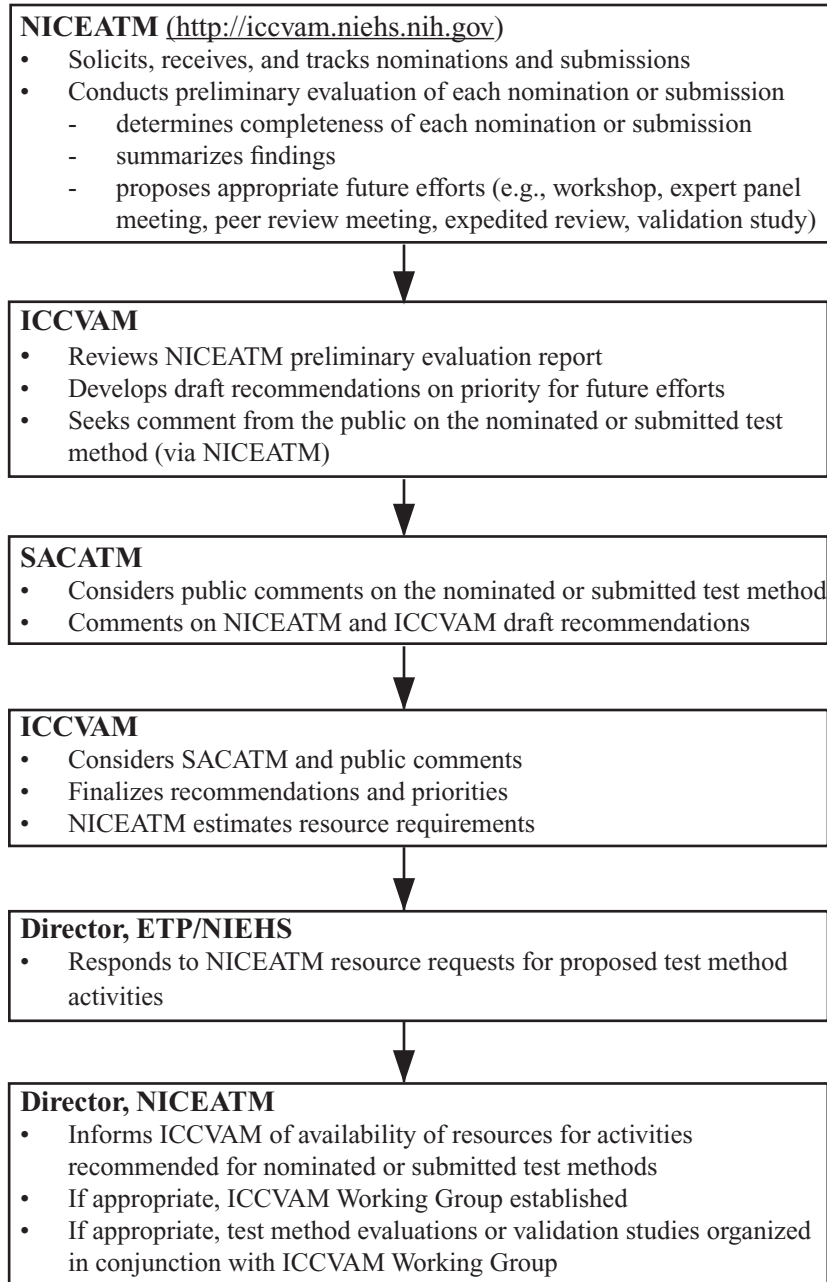 NICEATM (http://iccvam.niehs.nih.gov)
• Solicits, receives, and tracks nominations and submissions
• Conducts preliminary evaluation of each nomination or submission
- determines completeness of each nomination or submission
- summarizes findings
- proposes appropriate future efforts (e.g., workshop, expert panel
meeting, peer review meeting, expedited review, validation study)
ICCVAM
• Reviews NICEATM preliminary evaluation report
• Develops draft recommendations on priority for future efforts
• Seeks comment from the public on the nominated or submitted test
method (via NICEATM)
SACATM
• Considers public comments on the nominated or submitted test method
• Comments on NICEATM and ICCVAM draft recommendations
ICCVAM
• Considers SACATM and public comments
• Finalizes recommendations and priorities
• NICEATM estimates resource requirements
Director, ETP/NIEHS
• Responds to NICEATM resource requests for proposed test method
activities
Director, NICEATM
• Informs ICCVAM of availability of resources for activities
recommended for nominated or submitted test methods
• If appropriate, ICCVAM Working Group established
• If appropriate, test method evaluations or validation studies organized
in conjunction with ICCVAM Working Group